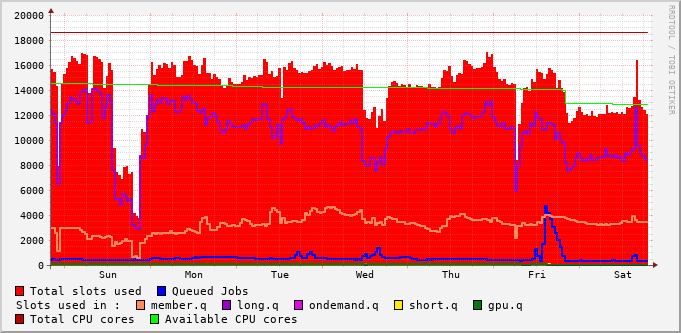 20000
18000
16000
14000
12000
10000
8000
6000
4000
2000
0
Sun Mon Tue Wed Thu Fri Sat
RRDTOOL / TOBI OETIKER
Total slots used Queued Jobs
Slots used in : member.q long.q ondemand.q short.q gpu.q
Total CPU cores Available CPU cores